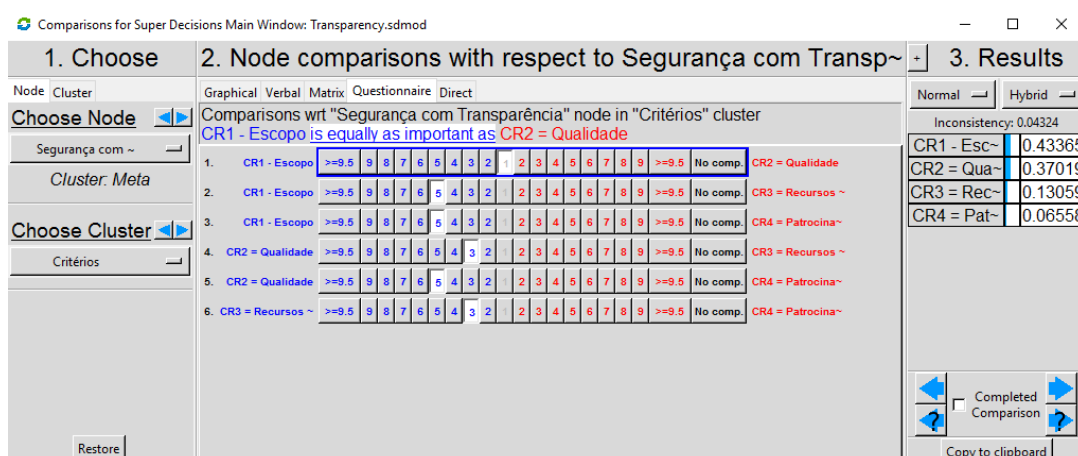 Comparisons for Super Decisions Main Window: Transparency.sdmod
1. Choose
Node Cluster
Choose Node
Segurança com ~
Cluster: Meta
Choose Cluster
Critérios
Restore
2. Node comparisons with respect to Segurança com Transp~
Graphical Verbal Matrix Questionnaire Direct
Comparisons wrt "Segurança com Transparência" node in "Critérios" cluster
CR1 - Escopo is equally as important as CR2 = Qualidade
1. CR1 - Escopo >=9.5 9 8 7 6 5 4 3 2 1 2 3 4 5 6 7 8 9 >=9.5 No comp. CR2 = Qualidade
2. CR1 - Escopo >=9.5 9 8 7 6 5 4 3 2 1 2 3 4 5 6 7 8 9 >=9.5 No comp. CR3 = Recursos ~
3. CR1 - Escopo >=9.5 9 8 7 6 5 4 3 2 1 2 3 4 5 6 7 8 9 >=9.5 No comp. CR4 = Patrocina~
4. CR2 = Qualidade >=9.5 9 8 7 6 5 4 3 2 1 2 3 4 5 6 7 8 9 >=9.5 No comp. CR3 = Recursos ~
5. CR2 = Qualidade >=9.5 9 8 7 6 5 4 3 2 1 2 3 4 5 6 7 8 9 >=9.5 No comp. CR4 = Patrocina~
6. CR3 = Recursos ~ >=9.5 9 8 7 6 5 4 3 2 1 2 3 4 5 6 7 8 9 >=9.5 No comp. CR4 = Patrocina~
+ 3. Results
Normal Hybrid
Inconsistency: 0.04324
CR1 - Esc~ 0.43365
CR2 = Qua~ 0.37019
CR3 = Rec~ 0.13059
CR4 = Pat~ 0.06558
Completed
Comparison
? ?
Copy to clipboard